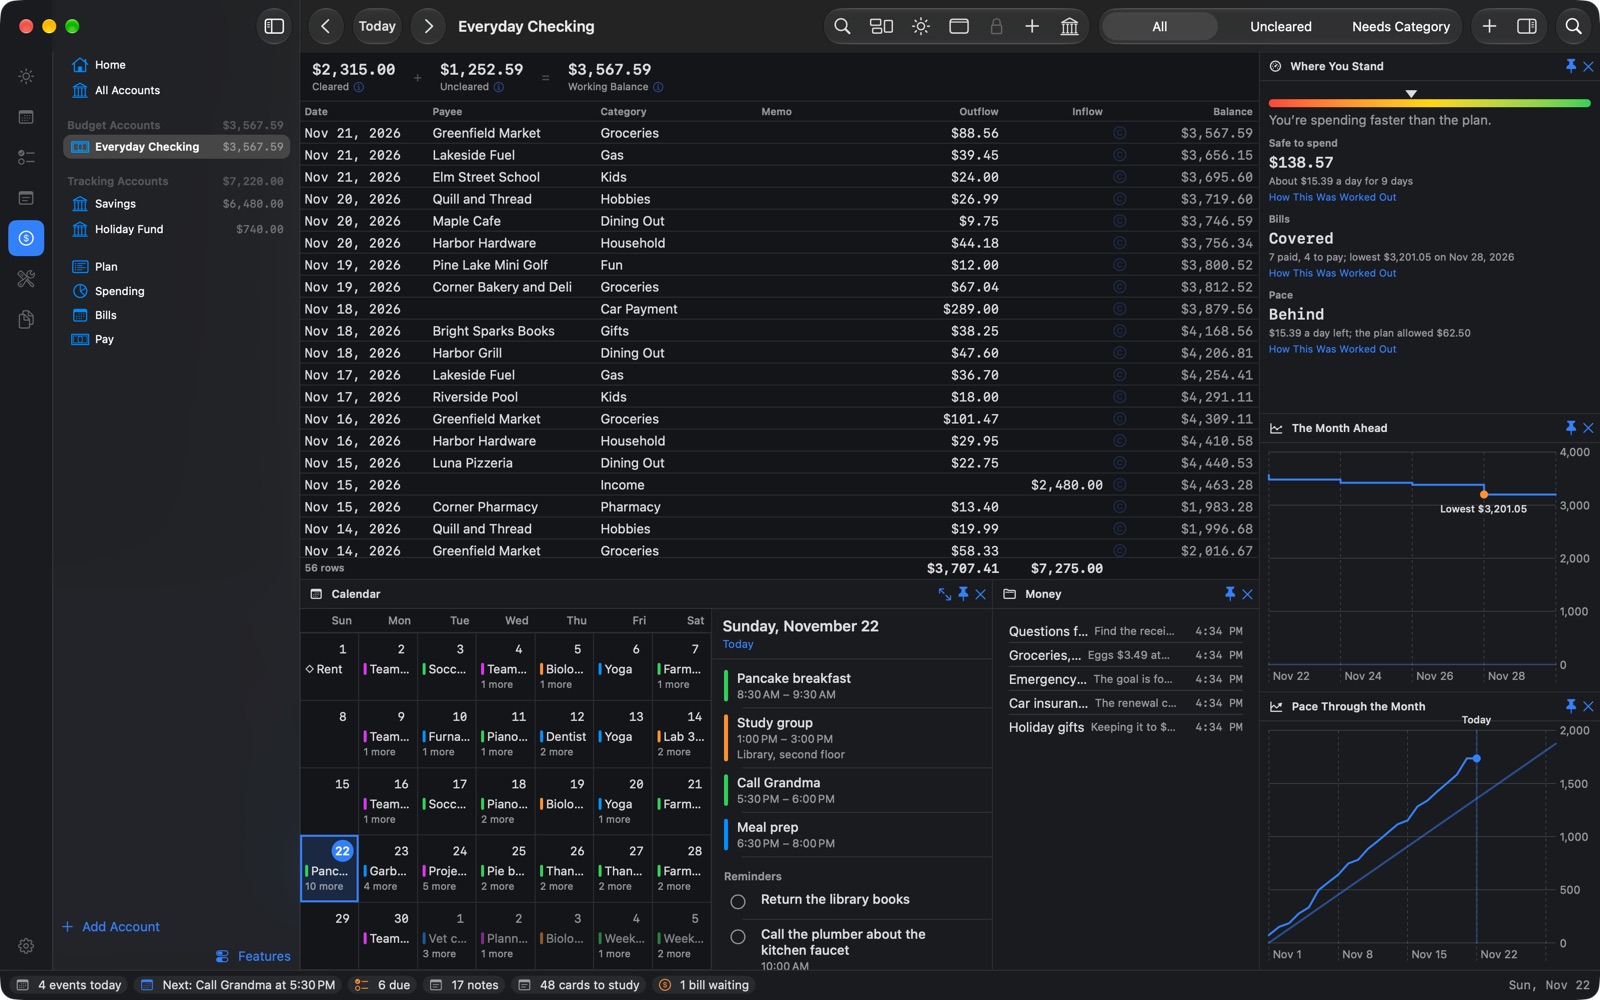 Today
Everyday Checking
All
Uncleared
Needs Category
Home
All Accounts
Budget Accounts $3,567.59
Everyday Checking $3,567.59
Tracking Accounts $7,220.00
Savings $6,480.00
Holiday Fund $740.00
Plan
Spending
Bills
Pay
Add Account
Features
$2,315.00 + $1,252.59 = $3,567.59
Cleared Uncleared Working Balance
Date Payee Category Memo Outflow Inflow Balance
Nov 21, 2026 Greenfield Market Groceries $88.56 $3,567.59
Nov 21, 2026 Lakeside Fuel Gas $39.45 $3,656.15
Nov 21, 2026 Elm Street School Kids $24.00 $3,695.60
Nov 20, 2026 Quill and Thread Hobbies $26.99 $3,719.60
Nov 20, 2026 Maple Cafe Dining Out $9.75 $3,746.59
Nov 20, 2026 Harbor Hardware Household $44.18 $3,756.34
Nov 19, 2026 Pine Lake Mini Golf Fun $12.00 $3,800.52
Nov 19, 2026 Corner Bakery and Deli Groceries $67.04 $3,812.52
Nov 18, 2026 Car Payment $289.00 $3,879.56
Nov 18, 2026 Bright Sparks Books Gifts $38.25 $4,168.56
Nov 18, 2026 Harbor Grill Dining Out $47.60 $4,206.81
Nov 17, 2026 Lakeside Fuel Gas $36.70 $4,254.41
Nov 17, 2026 Riverside Pool Kids $18.00 $4,291.11
Nov 16, 2026 Greenfield Market Groceries $101.47 $4,309.11
Nov 16, 2026 Harbor Hardware Household $29.95 $4,410.58
Nov 15, 2026 Luna Pizzeria Dining Out $22.75 $4,440.53
Nov 15, 2026 Income $2,480.00 $4,463.28
Nov 15, 2026 Corner Pharmacy Pharmacy $13.40 $1,983.28
Nov 14, 2026 Quill and Thread Hobbies $19.99 $1,996.68
Nov 14, 2026 Greenfield Market Groceries $58.33 $2,016.67
56 rows $3,707.41 $7,275.00
Calendar
Sun Mon Tue Wed Thu Fri Sat
1 2 3 4 5 6 7
Rent Team... Socc... Team... Biolo... Yoga Farm...
1 more 1 more 1 more
8 9 10 11 12 13 14
Team... Furna... Piano... Dentist Yoga Lab 3...
1 more 1 more 1 more 2 more 2 more
15 16 17 18 19 20 21
Team... Socc... Piano... Biolo... Yoga Farm...
1 more 2 more 1 more
22 23 24 25 26 27 28
Panc... Garb... Proje... Pie b... Than... Than... Farm...
10 more 4 more 5 more 2 more 2 more 2 more 2 more
29 30 1 2 3 4 5
Team... Vet c... Plann... Biolo... Week... Week...
3 more 1 more 1 more 2 more
Sunday, November 22
Today
Pancake breakfast
8:30 AM – 9:30 AM
Study group
1:00 PM – 3:00 PM
Library, second floor
Call Grandma
5:30 PM – 6:00 PM
Meal prep
6:30 PM – 8:00 PM
Reminders
Return the library books
Call the plumber about the
kitchen faucet
10:00 AM
Money
Questions f... Find the recei... 4:34 PM
Groceries,... Eggs $3.49 at... 4:34 PM
Emergency... The goal is fo... 4:34 PM
Car insuran... The renewal c... 4:34 PM
Holiday gifts Keeping it to $... 4:34 PM
Where You Stand
You're spending faster than the plan.
Safe to spend
$138.57
About $15.39 a day for 9 days
How This Was Worked Out
Bills
Covered
7 paid, 4 to pay; lowest $3,201.05 on Nov 28, 2026
How This Was Worked Out
Pace
Behind
$15.39 a day left; the plan allowed $62.50
How This Was Worked Out
The Month Ahead
4,000
3,000
Lowest $3,201.05
2,000
1,000
0
Nov 22 Nov 24 Nov 26 Nov 28
Pace Through the Month
Today
2,000
1,500
1,000
500
0
Nov 1 Nov 8 Nov 15 Nov 22
4 events today
Next: Call Grandma at 5:30 PM
6 due
17 notes
48 cards to study
1 bill waiting
Sun, Nov 22